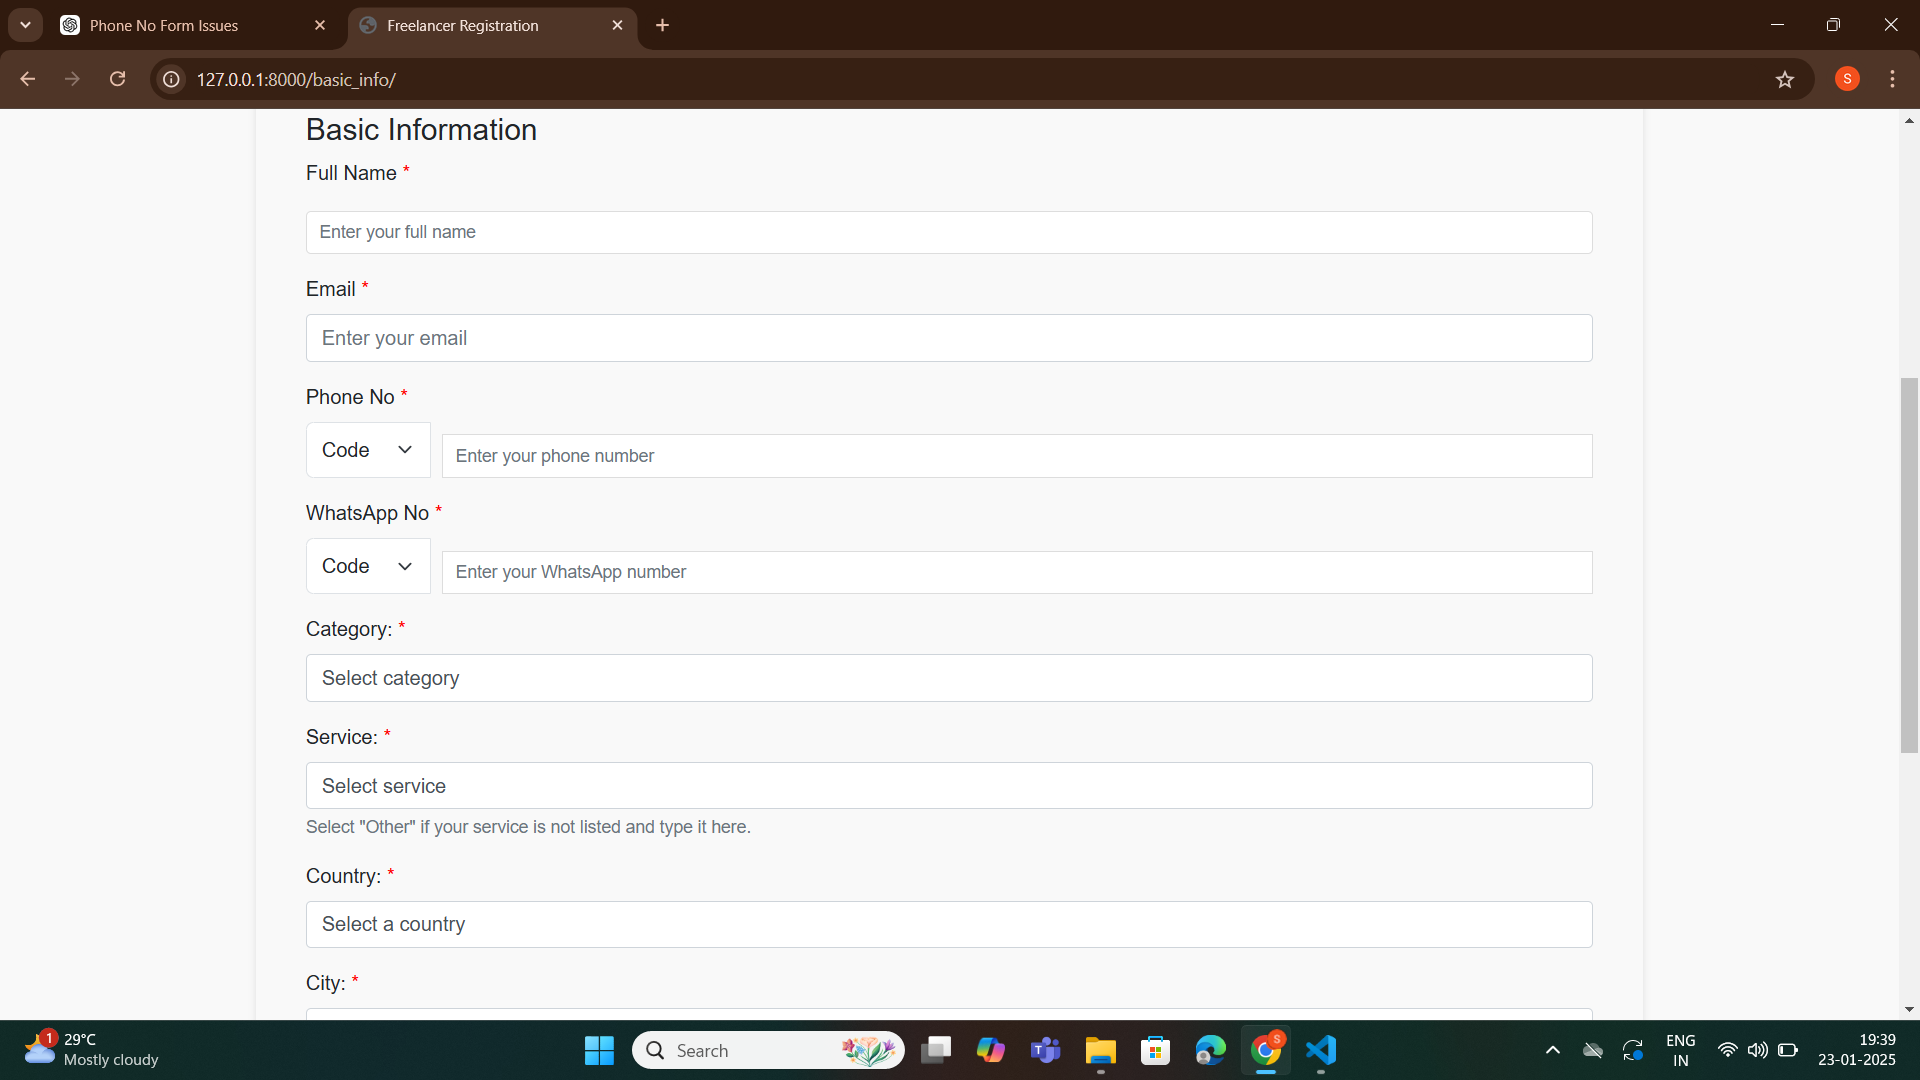 Phone No Form Issues
Freelancer Registration
127.0.0.1:8000/basic_info/
S
Basic Information
Full Name *
Enter your full name
Email *
Enter your email
Phone No *
Code
Enter your phone number
WhatsApp No *
Code
Enter your WhatsApp number
Category: *
Select category
Service: *
Select service
Select "Other" if your service is not listed and type it here.
Country: *
Select a country
City: *
1
29°C
Mostly cloudy
Search
T
S
ENG
IN
19:39
23-01-2025